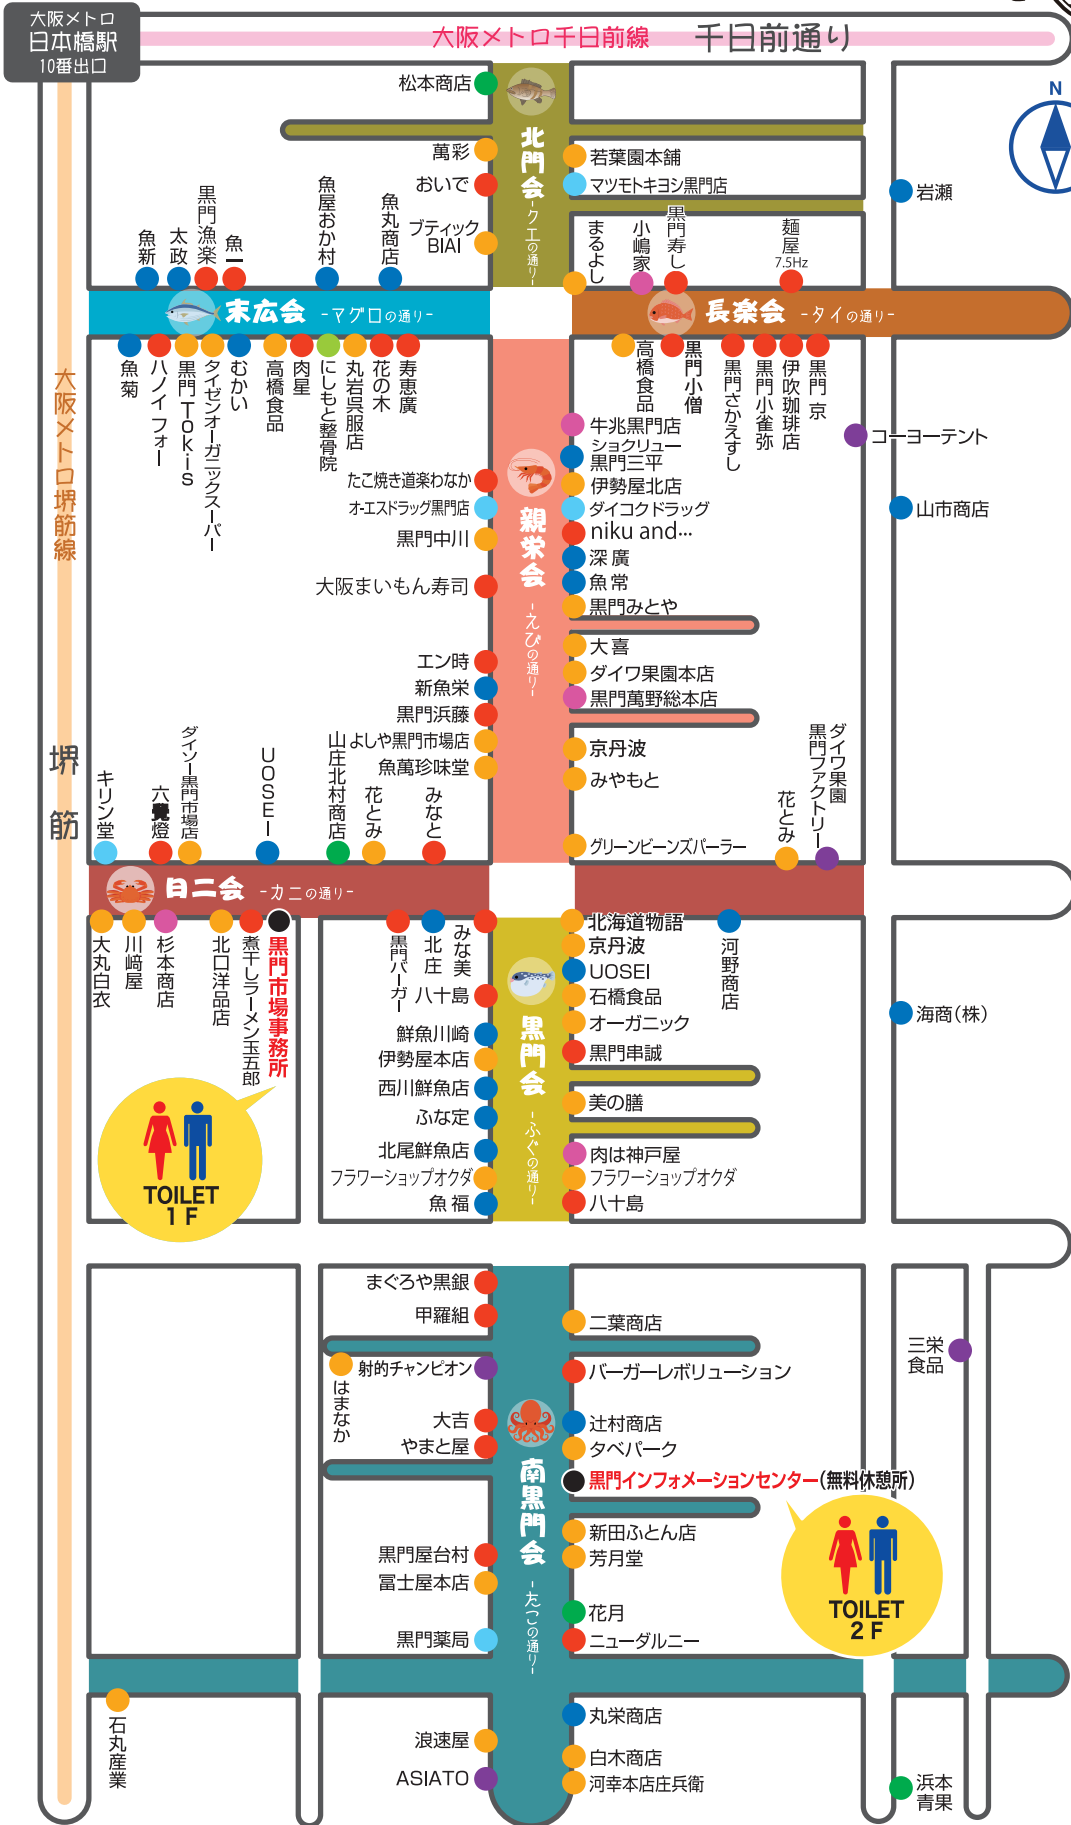 大阪メトロ
日本橋駅
10番出口
大阪メトロ千日前線
千日前通り
N
松本商店
萬彩
おいで
ブティック
BIAI
北門会
-クエの通り-
若葉園本舗
マツモトキヨシ黒門店
岩瀬
魚新
太政
黒門漁楽
魚一
魚屋おか村
魚丸商店
まるよし
小嶋家
黒門寿し
麺屋
7.5Hz
末広会
-マグロの通り-
長楽会
-タイの通り-
魚菊
ハノイフォー
黒門Tokis
タイゼンオーガニックスーパー
むかい
高橋食品
肉星
にしもと整骨院
丸岩呉服店
花の木
寿恵廣
高橋食品
黒門小僧
黒門さかえすし
黒門小雀弥
伊吹珈琲店
黒門 京
コーヨーテント
山市商店
大阪メトロ堺筋線
堺筋
たこ焼き道楽わなか
オーエスドラッグ黒門店
黒門中川
大阪まいもん寿司
エン時
新魚栄
黒門浜藤
よしや黒門市場店
魚萬珍味堂
親栄会
-えびの通り-
牛兆黒門店
ショクリュー
黒門三平
伊勢屋北店
ダイコクドラッグ
niku and…
深廣
魚常
黒門みとや
大喜
ダイワ果園本店
黒門萬野総本店
京丹波
みやもと
グリーンビーンズパーラー
キリン堂
六覺燈
ダイソー黒門市場店
UOSEI
山庄北村商店
花とみ
みなと
花とみ
ダイワ果園
黒門ファクトリー
日二会
-カニの通り-
大丸白衣
川﨑屋
杉本商店
北口洋品店
煮干しラーメン玉五郎
黒門市場事務所
TOILET
1F
黒門バーガー
北庄
みな美
八十島
鮮魚川崎
伊勢屋本店
西川鮮魚店
ふな定
北尾鮮魚店
フラワーショップオクダ
魚福
黒門会
-ふぐの通り-
北海道物語
京丹波
UOSEI
石橋食品
オーガニック
黒門串誠
美の膳
肉は神戸屋
フラワーショップオクダ
八十島
河野商店
海商(株)
まぐろや黒銀
甲羅組
射的チャンピオン
はまなか
大吉
やまと屋
黒門屋台村
冨士屋本店
黒門薬局
南黒門会
-たこの通り-
二葉商店
バーガーレボリューション
辻村商店
タベパーク
黒門インフォメーションセンター(無料休憩所)
新田ふとん店
芳月堂
花月
ニューダルニー
TOILET
2F
三栄
食品
石丸産業
浪速屋
ASIATO
丸栄商店
白木商店
河幸本店庄兵衛
浜本
青果